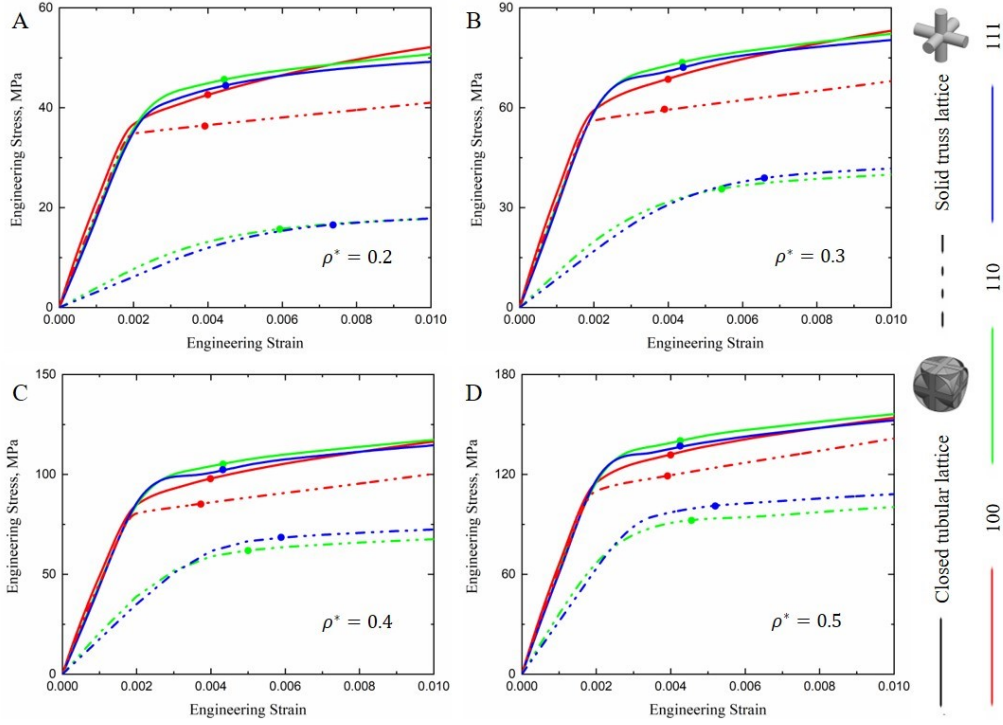 A
Engineering Stress, MPa
60
40
20
0
0.000 0.002 0.004 0.006 0.008 0.010
Engineering Strain
ρ* = 0.2
B
Engineering Stress, MPa
90
60
30
0
0.000 0.002 0.004 0.006 0.008 0.010
Engineering Strain
ρ* = 0.3
C
Engineering Stress, MPa
150
100
50
0
0.000 0.002 0.004 0.006 0.008 0.010
Engineering Strain
ρ* = 0.4
D
Engineering Stress, MPa
180
120
60
0
0.000 0.002 0.004 0.006 0.008 0.010
Engineering Strain
ρ* = 0.5
Closed tubular lattice
Solid truss lattice
100
110
111